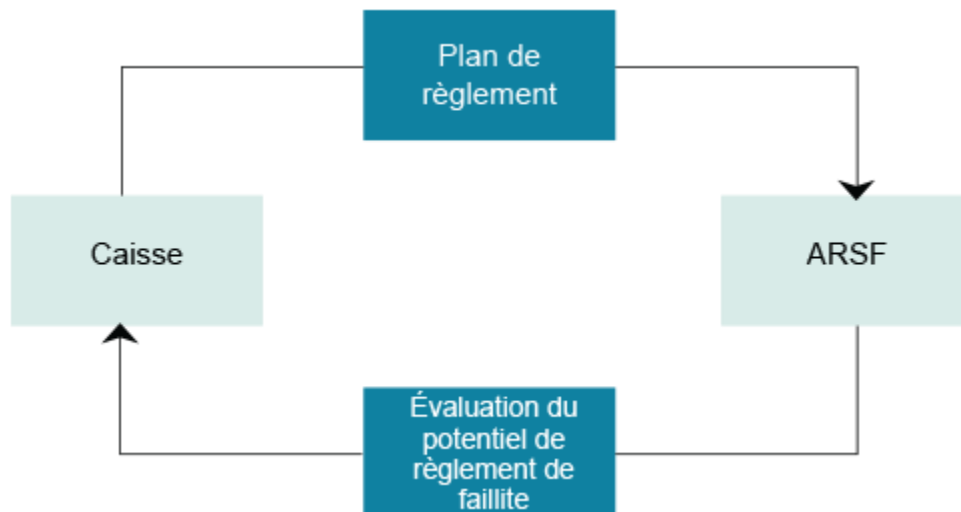 Plan de
règlement
Caisse
ARSF
Évaluation du
potentiel de
règlement de
faillite